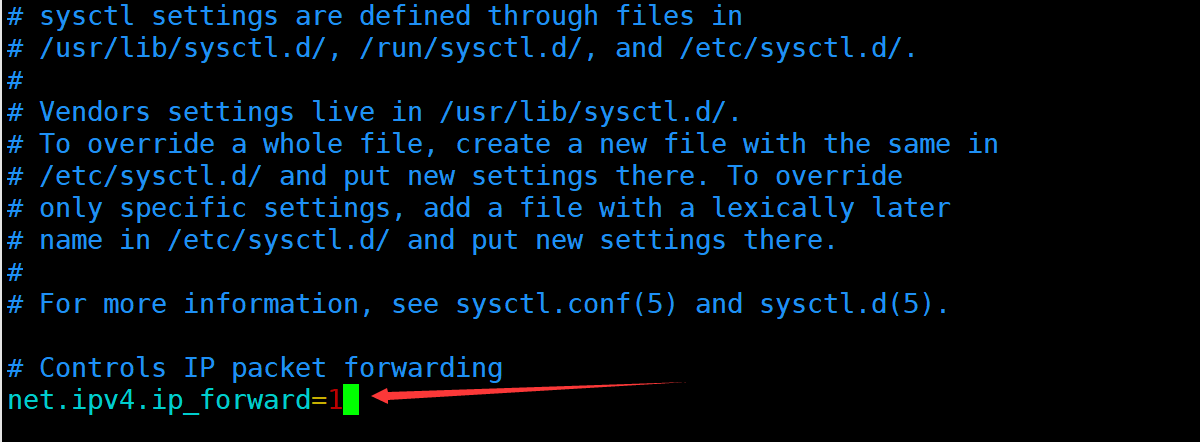 # sysctl settings are defined through files in
# /usr/lib/sysctl.d/, /run/sysctl.d/, and /etc/sysctl.d/.
#
# Vendors settings live in /usr/lib/sysctl.d/.
# To override a whole file, create a new file with the same in
# /etc/sysctl.d/ and put new settings there. To override
# only specific settings, add a file with a lexically later
# name in /etc/sysctl.d/ and put new settings there.
#
# For more information, see sysctl.conf(5) and sysctl.d(5).
# Controls IP packet forwarding
net.ipv4.ip_forward=1